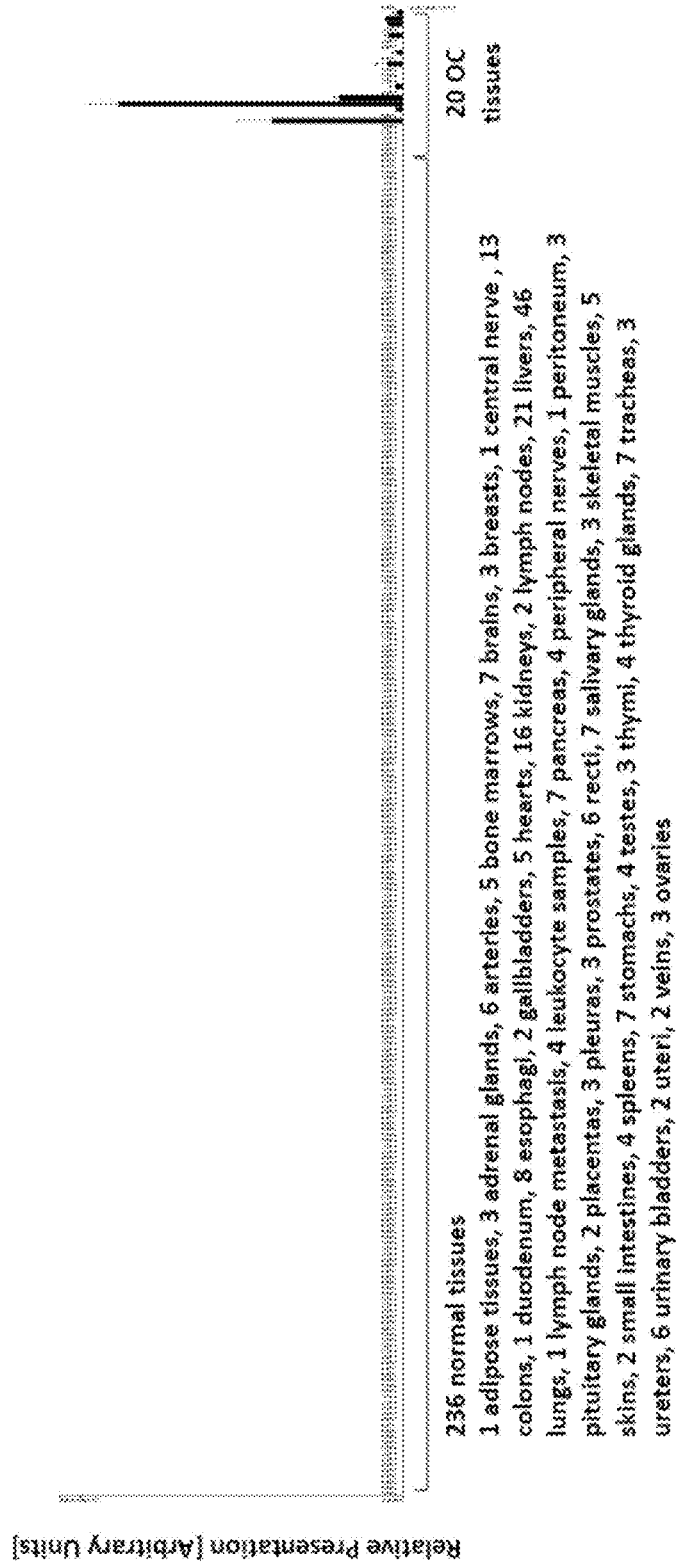 Relative Presentation [Arbitrary Units]
236 normal tissues
1 adipose tissues, 3 adrenal glands, 6 arteries, 5 bone marrows, 7 brains, 3 breasts, 1 central nerve , 13
colons, 1 duodenum, 8 esophagi, 2 gallbladders, 5 hearts, 16 kidneys, 2 lymph nodes, 21 livers, 46
lungs, 1 lymph node metastasis, 4 leukocyte samples, 7 pancreas, 4 peripheral nerves, 1 peritoneum, 3
pituitary glands, 2 placentas, 3 pleuras, 3 prostates, 6 recti, 7 salivary glands, 3 skeletal muscles, 5
skins, 2 small intestines, 4 spleens, 7 stomachs, 4 testes, 3 thymi, 4 thyroid glands, 7 tracheas, 3
ureters, 6 urinary bladders, 2 uteri, 2 veins, 3 ovaries
20 OC
tissues